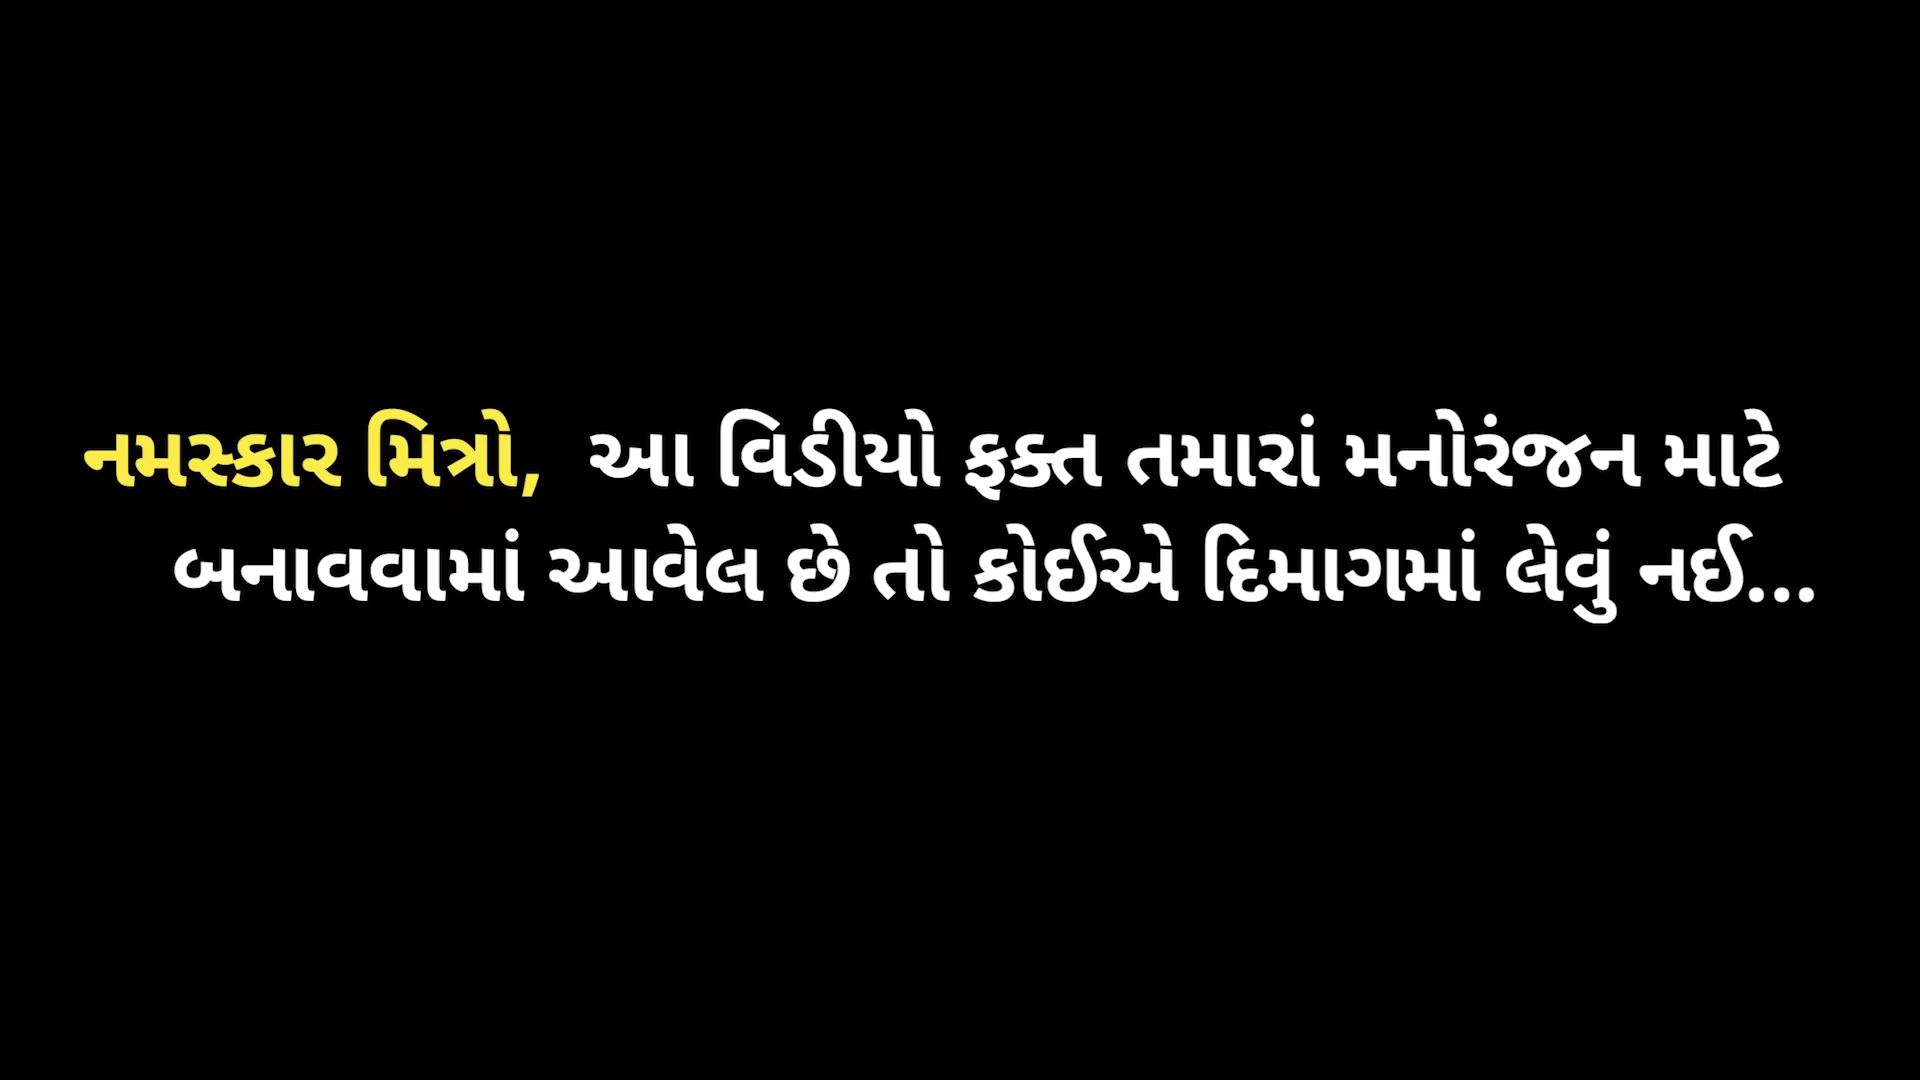 નમસ્કાર મિત્રો, આ વિડીયો ફક્ત તમારાં મનોરંજન માટે
બનાવવામાં આવેલ છે તો કોઈએ દિમાગમાં લેવું નઈ...